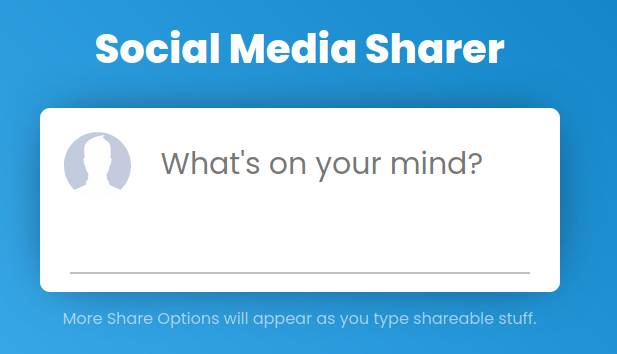 Social Media Sharer
What's on your mind?
More Share Options will appear as you type shareable stuff.